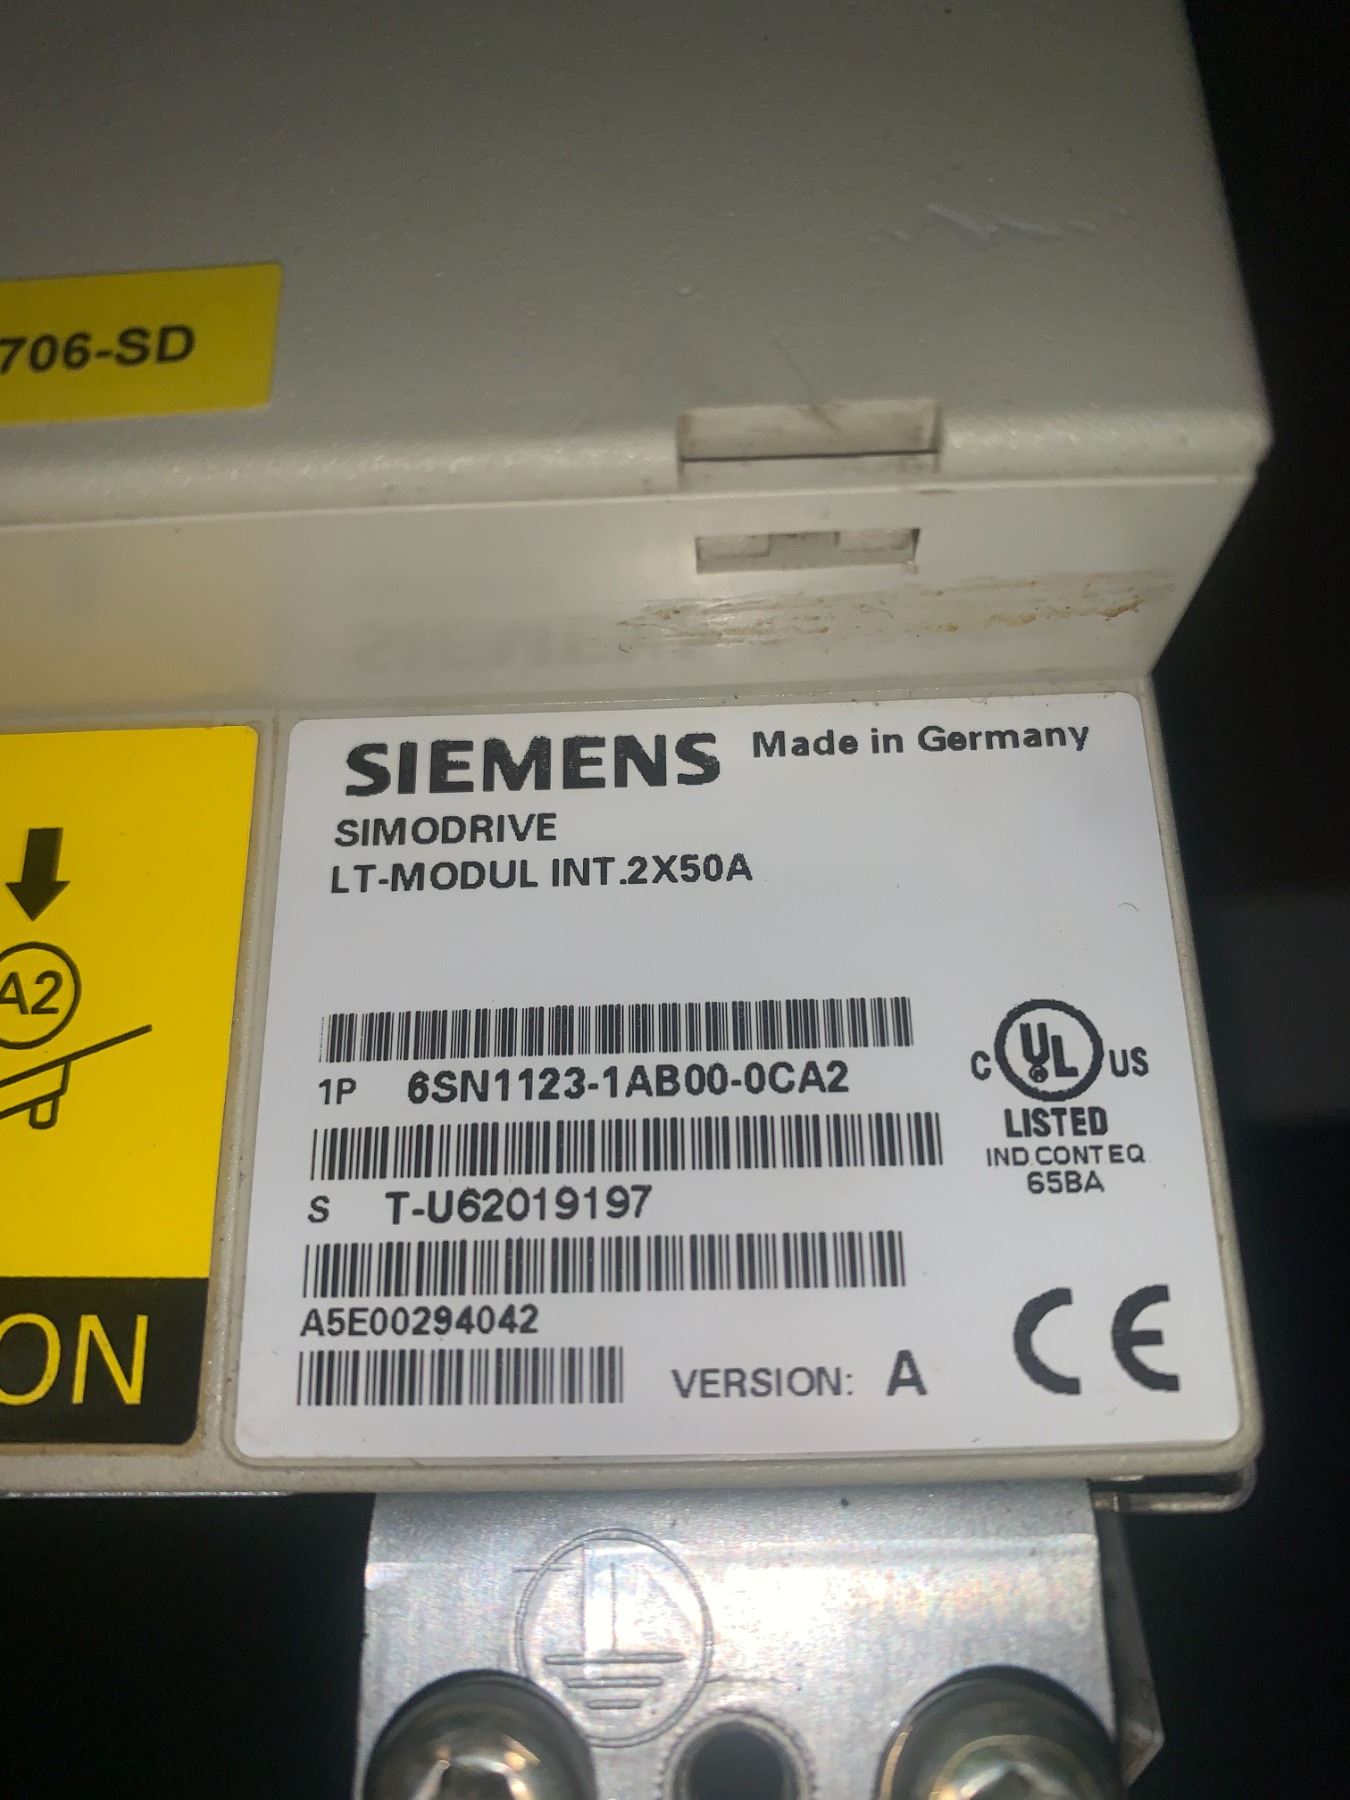 706-SD
SIEMENS Made in Germany
SIMODRIVE
LT-MODUL INT.2X50A
A2
1P 6SN1123-1AB00-0CA2
C UL US
LISTED
IND.CONT.EQ.
65BA
S T-U62019197
A5E00294042
VERSION: A
CE
ON